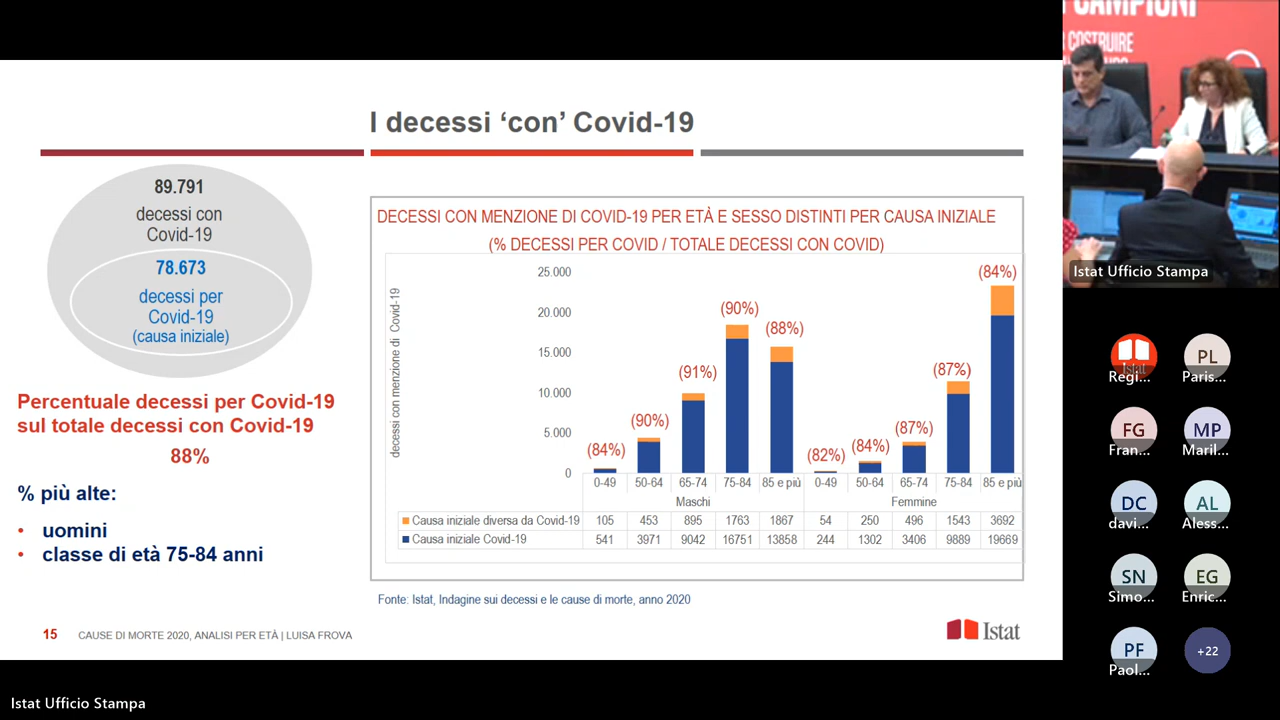 I decessi ‘con’ Covid-19
89.791
decessi con
Covid-19
78.673
decessi per
Covid-19
(causa iniziale)
Percentuale decessi per Covid-19
sul totale decessi con Covid-19
88%
% più alte:
• uomini
• classe di età 75-84 anni
DECESSI CON MENZIONE DI COVID-19 PER ETÀ E SESSO DISTINTI PER CAUSA INIZIALE
(% DECESSI PER COVID / TOTALE DECESSI CON COVID)
decessi con menzione di Covid-19
25.000
20.000
15.000
10.000
5.000
0
(84%)
(90%)
(91%)
(90%)
(88%)
(82%)
(84%)
(87%)
(87%)
(84%)
0-49 50-64 65-74 75-84 85 e più 0-49 50-64 65-74 75-84 85 e più
Maschi Femmine
Causa iniziale diversa da Covid-19 105 453 895 1763 1867 54 250 496 1543 3692
Causa iniziale Covid-19 541 3971 9042 16751 13858 244 1302 3406 9889 19669
Fonte: Istat, Indagine sui decessi e le cause di morte, anno 2020
15 CAUSE DI MORTE 2020, ANALISI PER ETÀ | LUISA FROVA
Istat
Istat Ufficio Stampa
CAMPIONI
COSTRUIRE
Istat Ufficio Stampa
Istat
Regi...
PL
Paris...
FG
Fran...
MP
Maril...
DC
davi...
AL
Aless...
SN
Simo...
EG
Enric...
PF
Paol...
+22